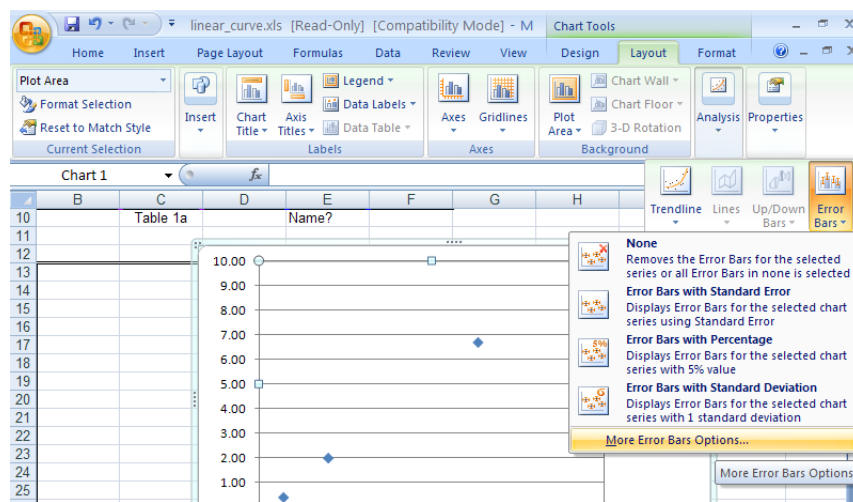 linear_curve.xls [Read-Only] [Compatibility Mode] - M Chart Tools
Home Insert Page Layout Formulas Data Review View Design Layout Format
Plot Area
Format Selection
Reset to Match Style
Current Selection
Insert
Chart Title
Axis Titles
Legend
Data Labels
Data Table
Labels
Axes
Gridlines
Axes
Plot Area
Chart Wall
Chart Floor
3-D Rotation
Background
Analysis
Properties
Chart 1
fx
Trendline
Lines
Up/Down Bars
Error Bars
B C D E F G H
10 Table 1a Name?
11
12
13
14
15
16
17
18
19
20
21
22
23
24
25
10.00
9.00
8.00
7.00
6.00
5.00
4.00
3.00
2.00
1.00
None
Removes the Error Bars for the selected
series or all Error Bars in none is selected
Error Bars with Standard Error
Displays Error Bars for the selected chart
series using Standard Error
5%
Error Bars with Percentage
Displays Error Bars for the selected chart
series with 5% value
Error Bars with Standard Deviation
Displays Error Bars for the selected chart
series with 1 standard deviation
More Error Bars Options...
More Error Bars Options